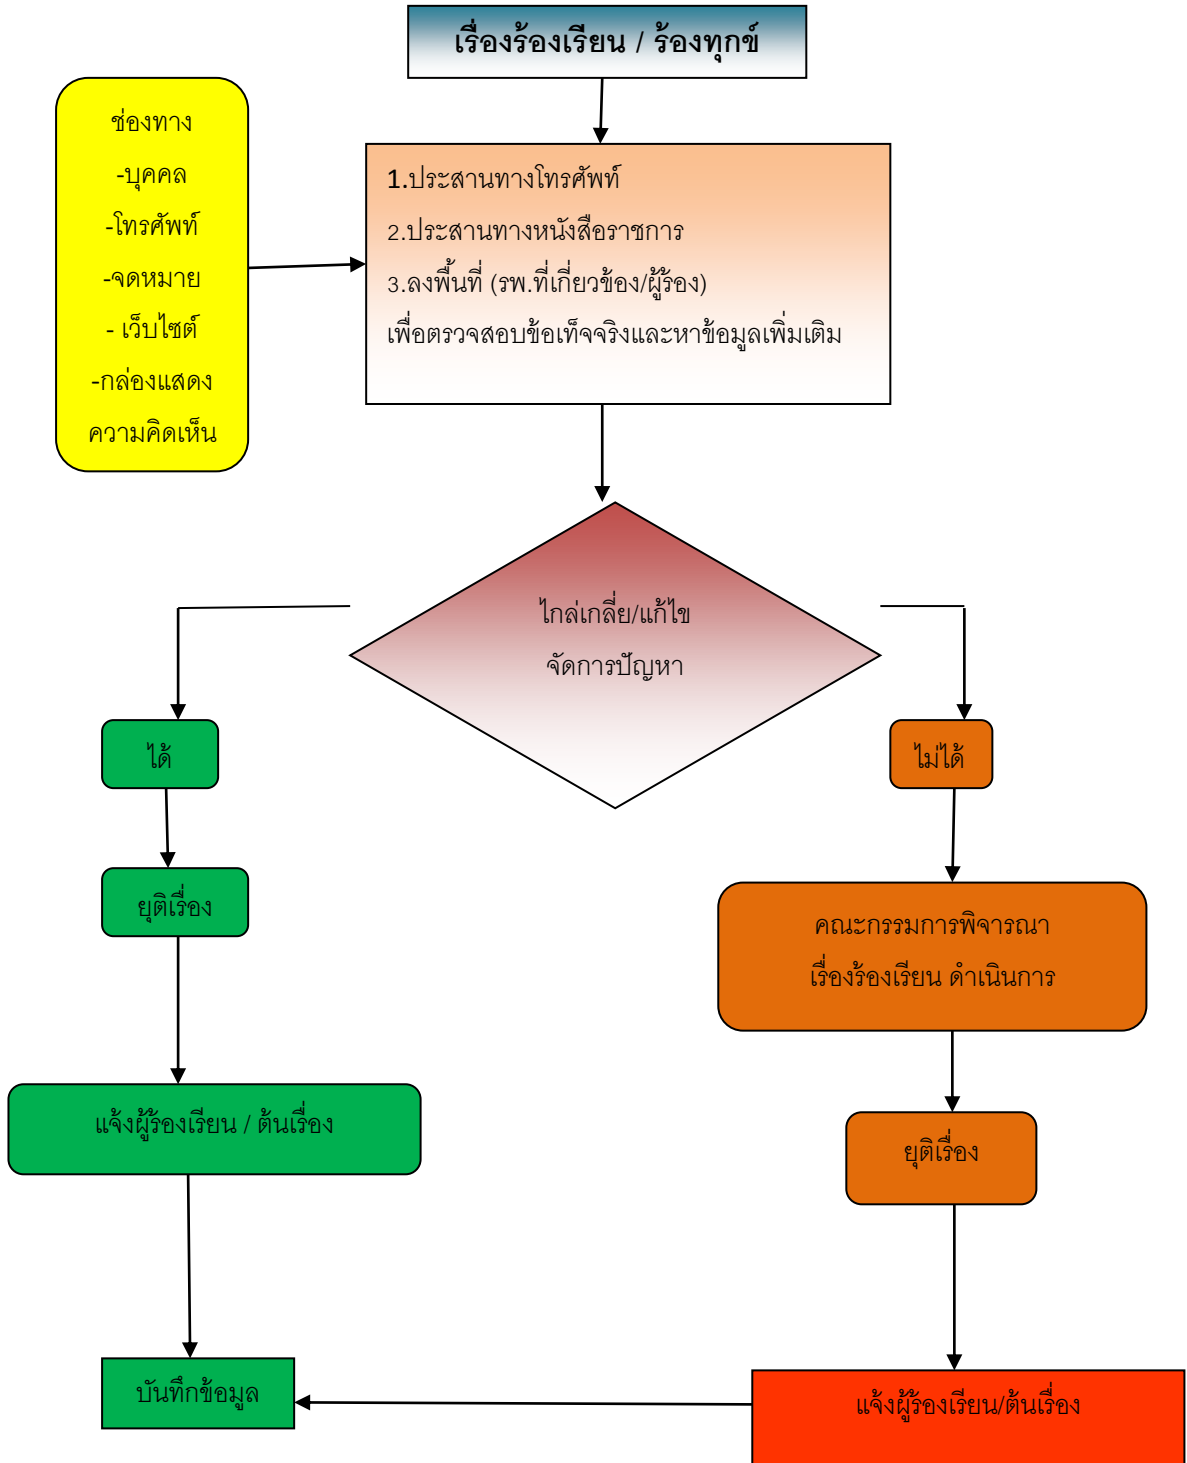 เรื่องร้องเรียน / ร้องทุกข์
ช่องทาง
-บุคคล
-โทรศัพท์
-จดหมาย
- เว็บไซต์
-กล่องแสดง
ความคิดเห็น
1.ประสานทางโทรศัพท์
2.ประสานทางหนังสือราชการ
3.ลงพื้นที่ (รพ.ที่เกี่ยวข้อง/ผู้ร้อง)
เพื่อตรวจสอบข้อเท็จจริงและหาข้อมูลเพิ่มเติม
ไกล่เกลี่ย/แก้ไข
จัดการปัญหา
ได้
ไม่ได้
ยุติเรื่อง
คณะกรรมการพิจารณา
เรื่องร้องเรียน ดำเนินการ
แจ้งผู้ร้องเรียน / ต้นเรื่อง
ยุติเรื่อง
บันทึกข้อมูล
แจ้งผู้ร้องเรียน/ต้นเรื่อง